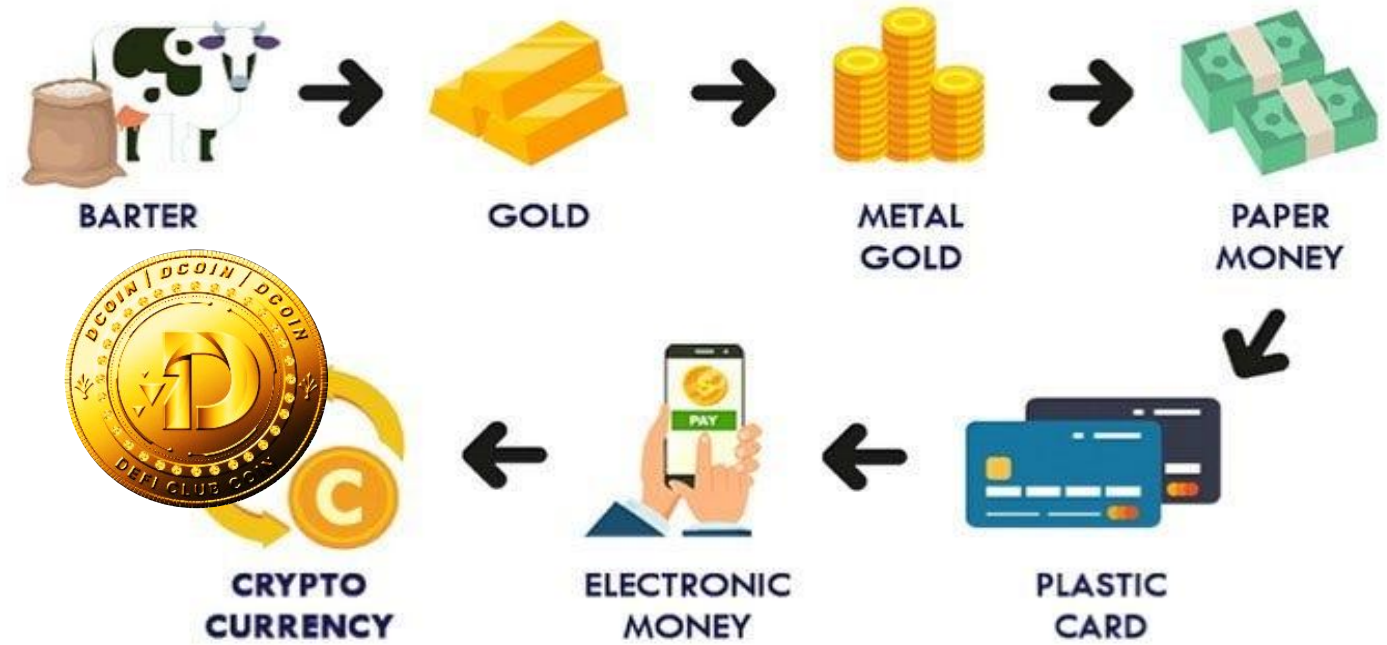 BARTER
GOLD
METAL
GOLD
PAPER
MONEY
DCOIN | DCOIN | DCOIN
D
DEFI CLUB COIN
C
CRYPTO
CURRENCY
PAY
ELECTRONIC
MONEY
PLASTIC
CARD